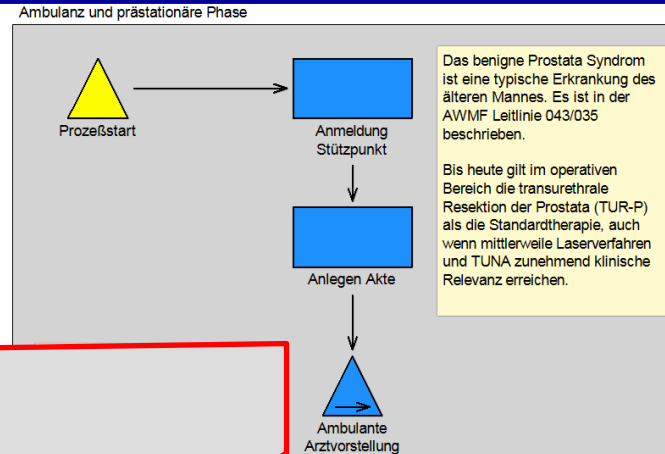 Ambulanz und prästationäre Phase
Prozeßstart
Anmeldung
Stützpunkt
Anlegen Akte
Ambulante
Arztvorstellung
Das benigne Prostata Syndrom
ist eine typische Erkrankung des
älteren Mannes. Es ist in der
AWMF Leitlinie 043/035
beschrieben.
Bis heute gilt im operativen
Bereich die transurethrale
Resektion der Prostata (TUR-P)
als die Standardtherapie, auch
wenn mittlerweile Laserverfahren
und TUNA zunehmend klinische
Relevanz erreichen.